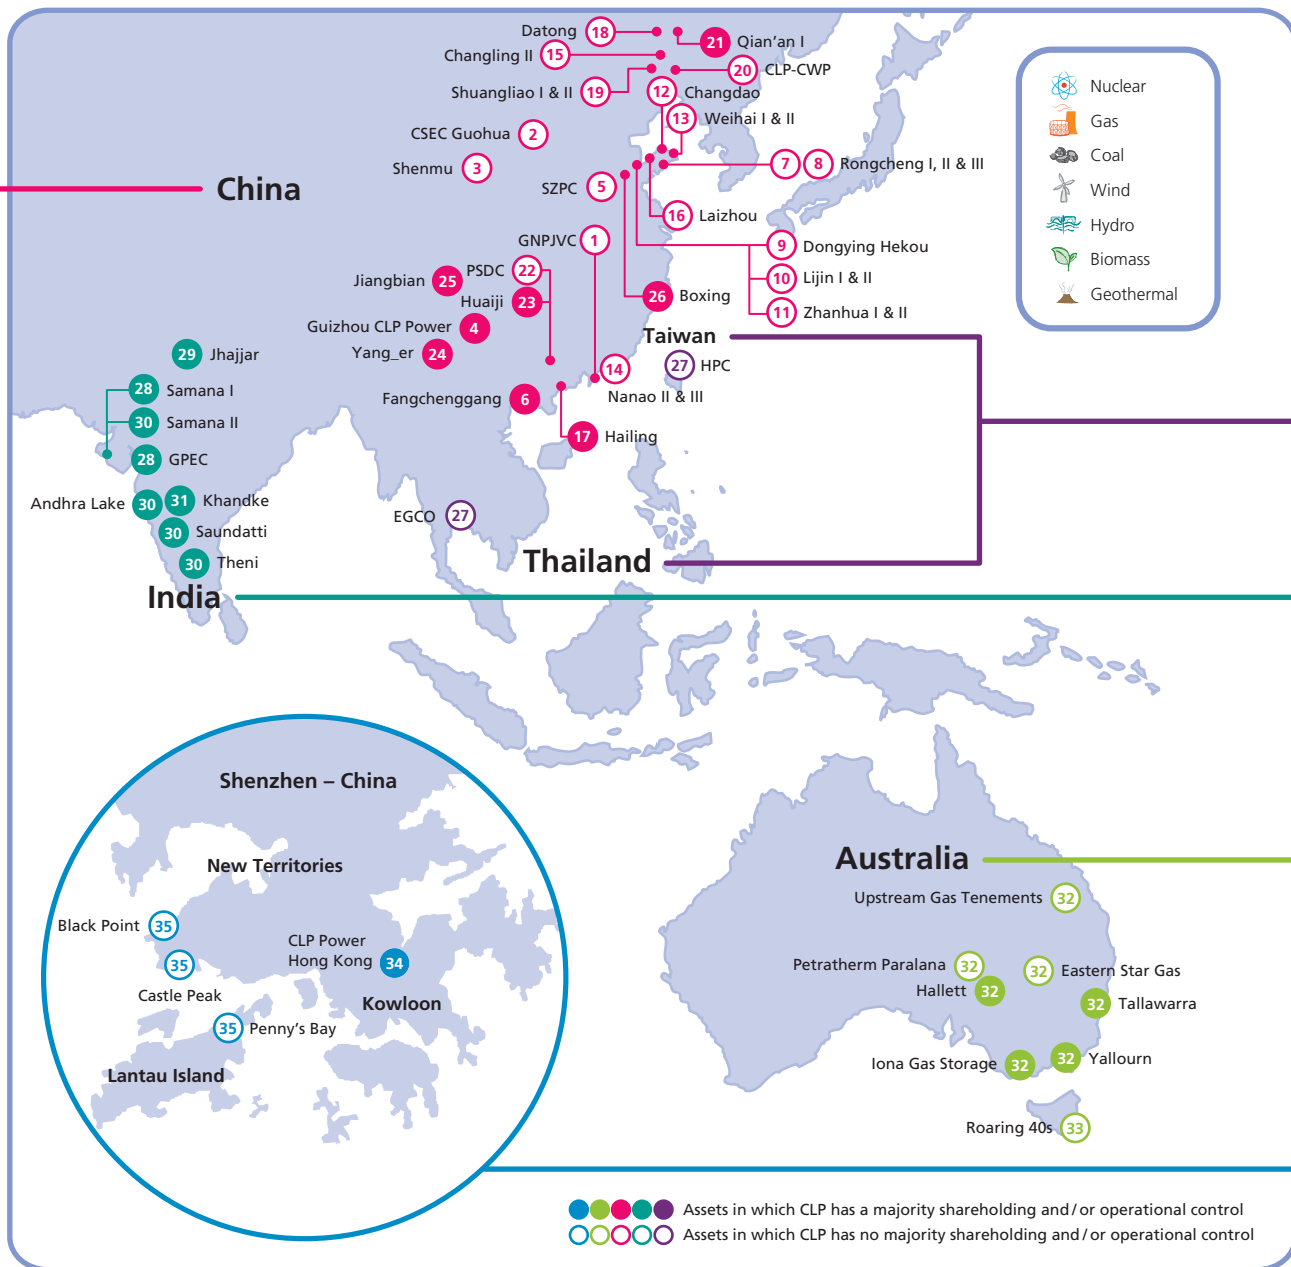 Datong 18
21 Qian’an I
Changling II 15
20 CLP-CWP
Shuangliao I & II 19
12 Changdao
13 Weihai I & II
CSEC Guohua 2
Shenmu 3
7 8 Rongcheng I, II & III
China
SZPC 5
16 Laizhou
GNPJVC 1
9 Dongying Hekou
PSDC 22
Jiangbian 25
10 Lijin I & II
Huaiji 23
26 Boxing
11 Zhanhua I & II
Guizhou CLP Power 4
Taiwan
Yang_er 24
27 HPC
14
Nanao II & III
Fangchenggang 6
17 Hailing
29 Jhajjar
28 Samana I
30 Samana II
28 GPEC
Andhra Lake 30
31 Khandke
30 Saundatti
30 Theni
India
EGCO 27
Thailand
Nuclear
Gas
Coal
Wind
Hydro
Biomass
Geothermal
Shenzhen – China
New Territories
Black Point 35
35
Castle Peak
CLP Power
Hong Kong 34
Kowloon
35 Penny’s Bay
Lantau Island
Australia
Upstream Gas Tenements 32
Petratherm Paralana 32
32 Eastern Star Gas
Hallett 32
32 Tallawarra
Iona Gas Storage 32
32 Yallourn
Roaring 40s 33
Assets in which CLP has a majority shareholding and/or operational control
Assets in which CLP has no majority shareholding and/or operational control